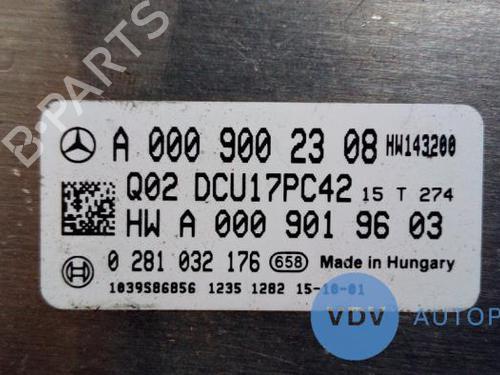 B-PARTS
A 000 900 23 08 HW143200
Q02 DCU17PC42 15 T 274
HW A 000 901 96 03
0 281 032 176 658 Made in Hungary
1039S86856 1235 1282 15-10-01
VDV AUTOP